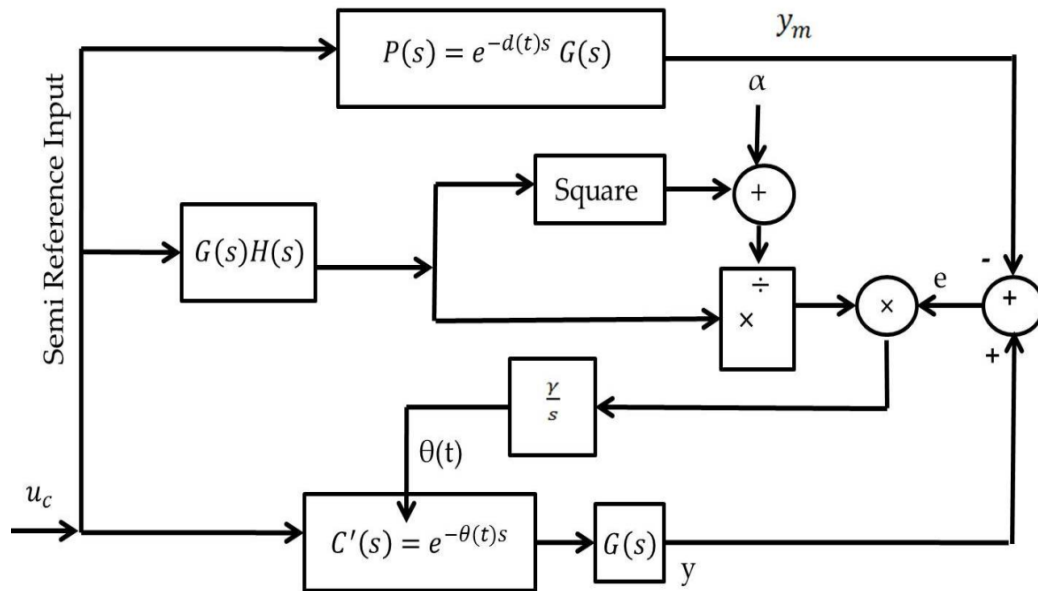 P(s) = e^{-d(t)s} G(s)
y_m
Semi Reference Input
α
Square
+
G(s)H(s)
÷
×
×
e
-
+
+
γ/s
θ(t)
u_c
C′(s) = e^{-θ(t)s}
G(s)
y